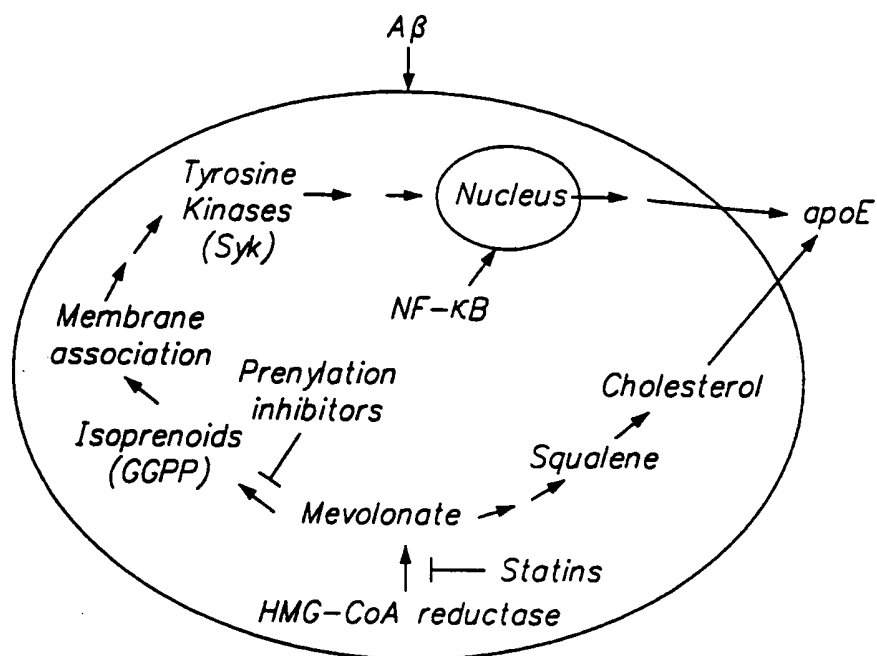 Aβ
Tyrosine
Kinases
(Syk)
Nucleus
apoE
NF-κB
Membrane
association
Prenylation
inhibitors
Cholesterol
Isoprenoids
(GGPP)
Squalene
Mevolonate
Statins
HMG-CoA reductase